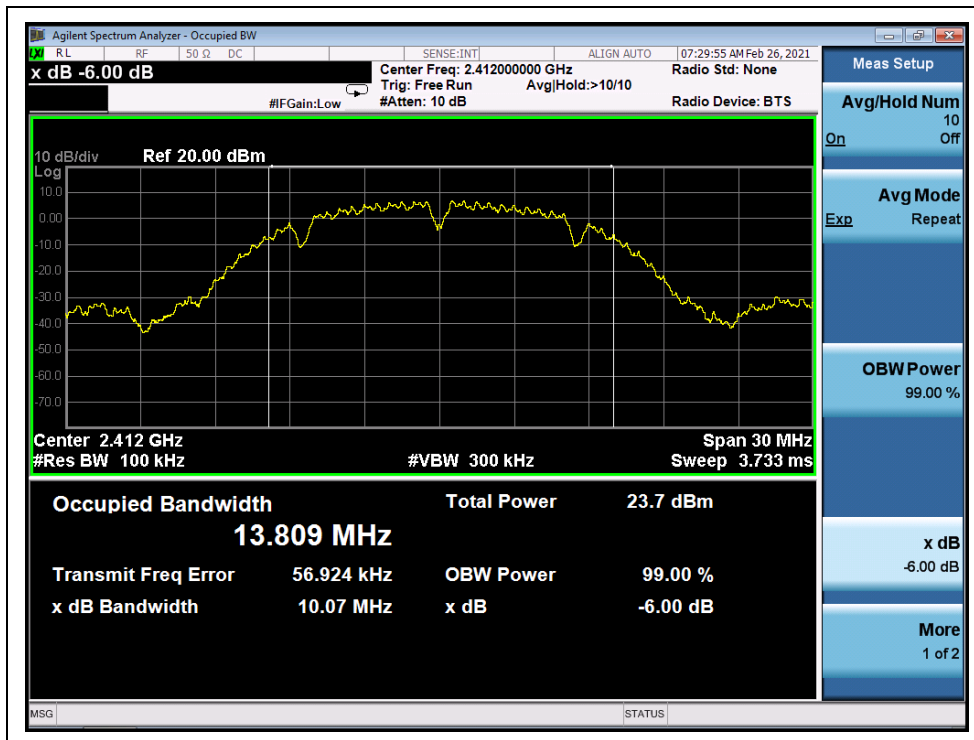 Agilent Spectrum Analyzer - Occupied BW
LXI RL RF 50 Ω DC SENSE:INT ALIGN AUTO 07:29:55 AM Feb 26, 2021
x dB -6.00 dB
Center Freq: 2.412000000 GHz Radio Std: None
Trig: Free Run Avg|Hold:>10/10
#IFGain:Low #Atten: 10 dB Radio Device: BTS
10 dB/div Ref 20.00 dBm
Log
10.0
0.00
-10.0
-20.0
-30.0
-40.0
-50.0
-60.0
-70.0
Center 2.412 GHz Span 30 MHz
#Res BW 100 kHz #VBW 300 kHz Sweep 3.733 ms
Occupied Bandwidth Total Power 23.7 dBm
13.809 MHz
Transmit Freq Error 56.924 kHz OBW Power 99.00 %
x dB Bandwidth 10.07 MHz x dB -6.00 dB
Meas Setup
Avg/Hold Num
10
On Off
Avg Mode
Exp Repeat
OBW Power
99.00 %
x dB
-6.00 dB
More
1 of 2
MSG STATUS